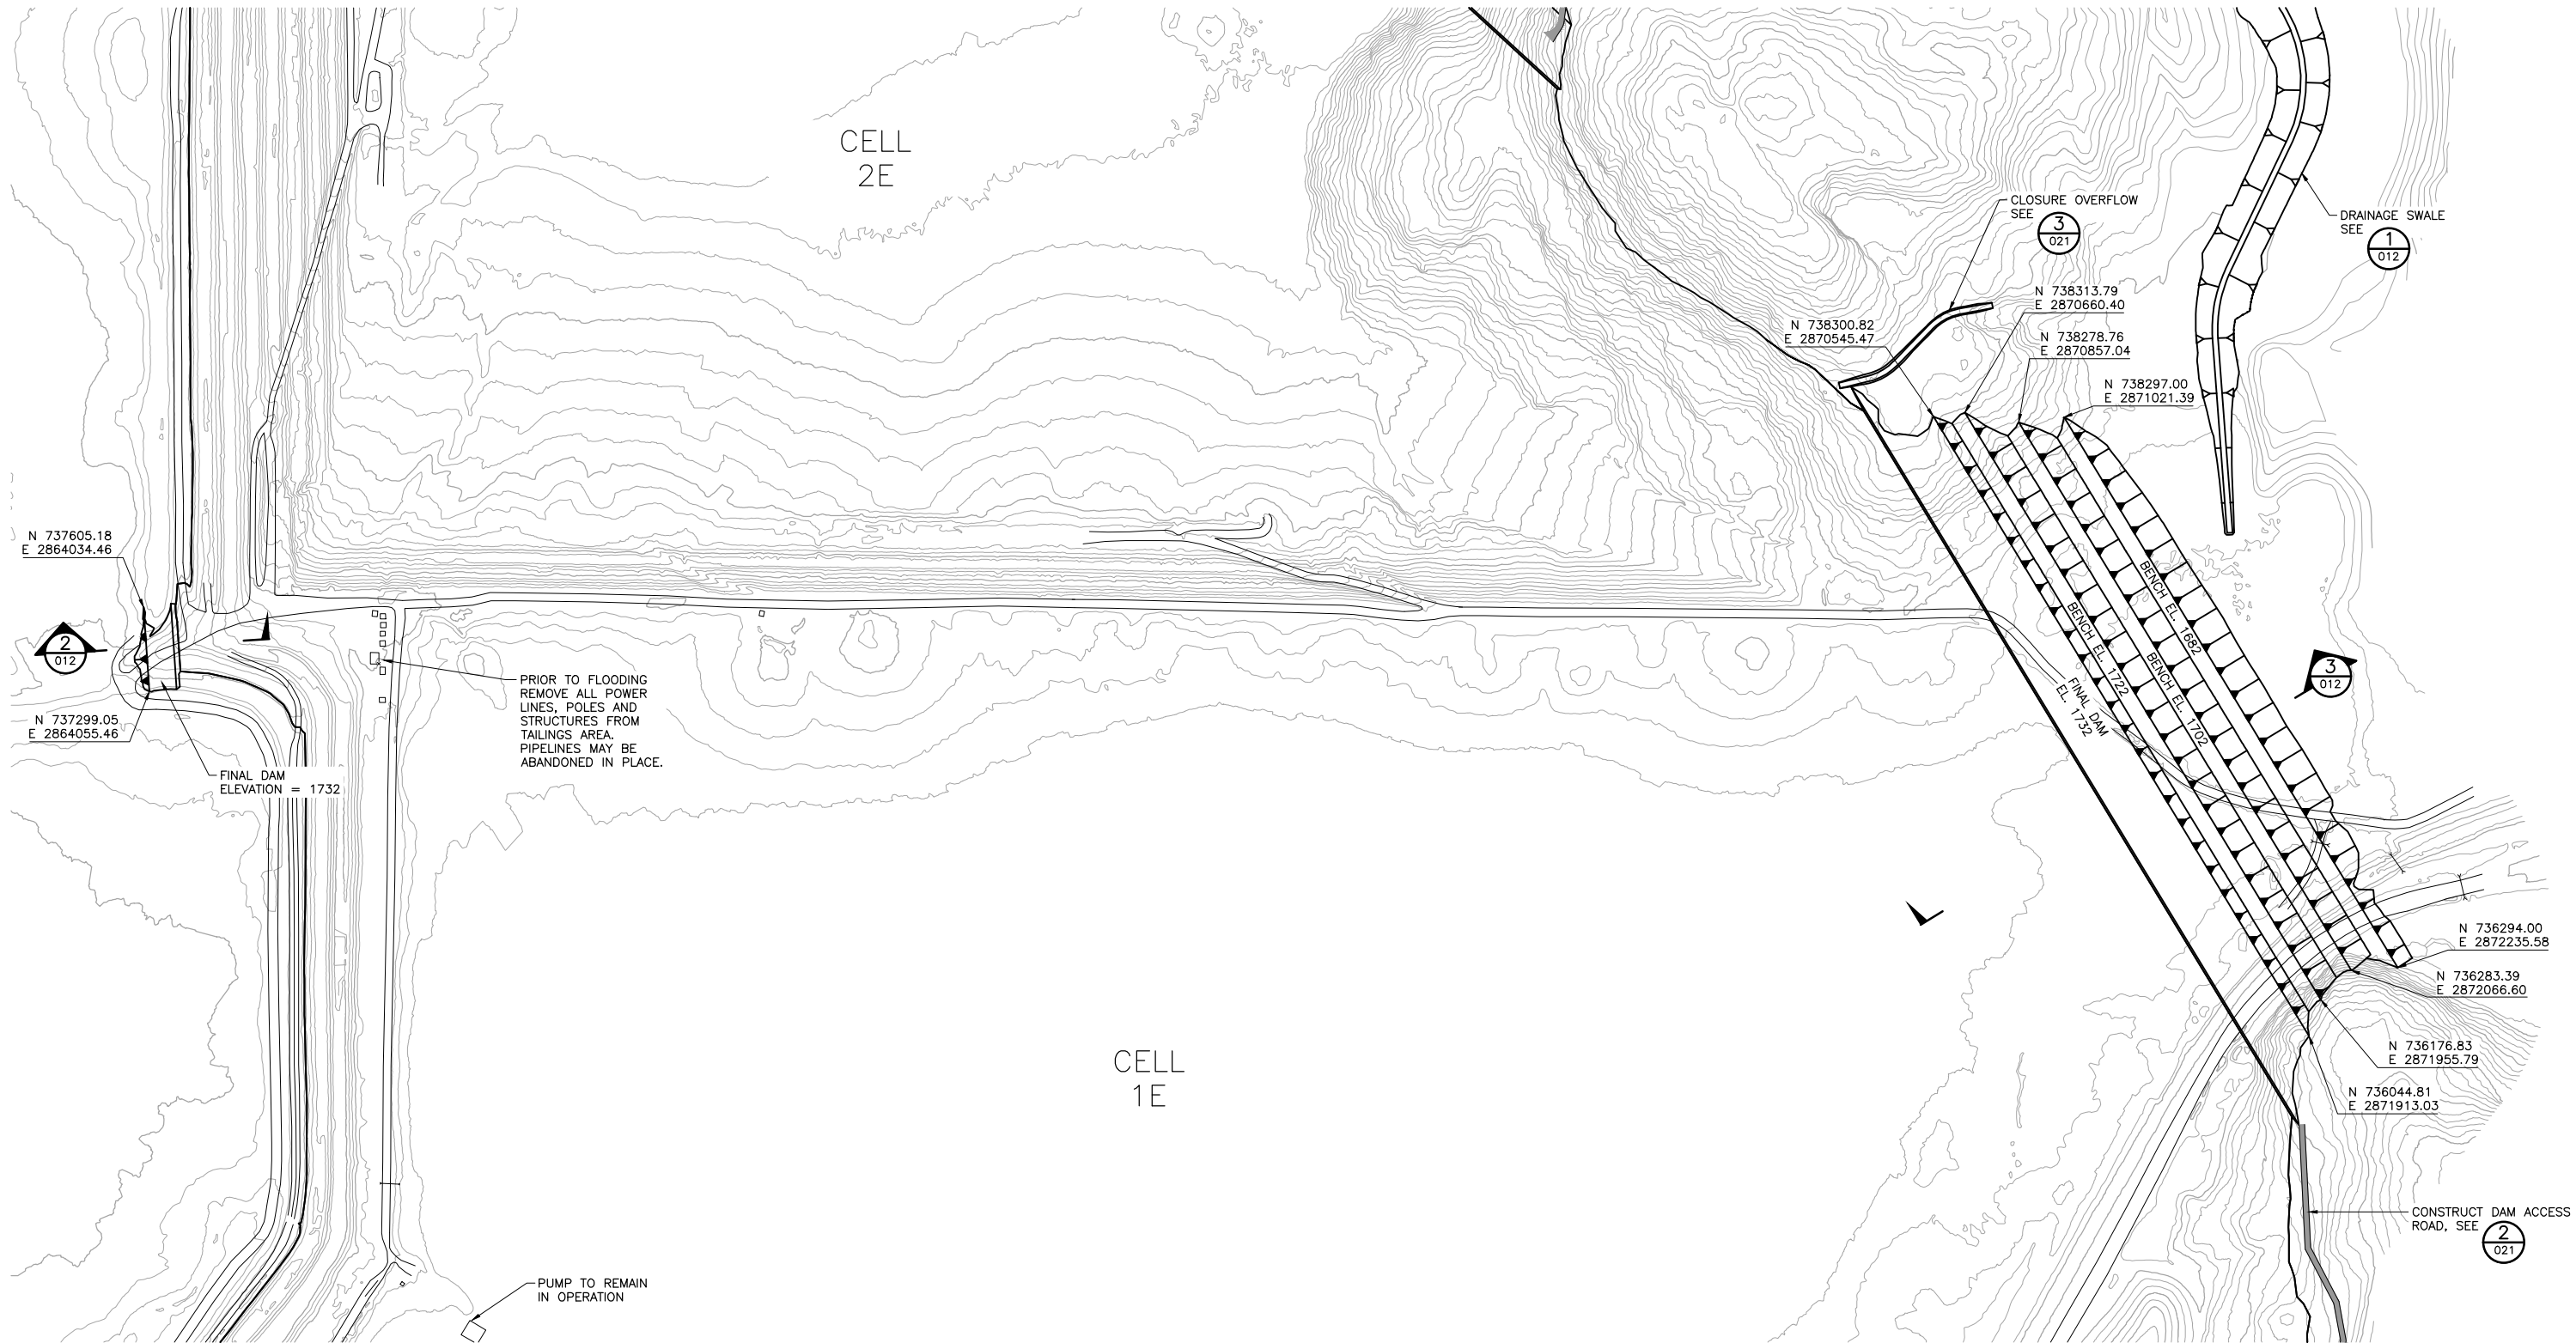 CELL
2E
CLOSURE OVERFLOW
SEE
3
021
DRAINAGE SWALE
SEE
1
012
N 738313.79
E 2870660.40
N 738300.82
E 2870545.47
N 738278.76
E 2870857.04
N 738297.00
E 2871021.39
N 737605.18
E 2864034.46
2
012
N 737299.05
E 2864055.46
FINAL DAM
ELEVATION = 1732
PRIOR TO FLOODING
REMOVE ALL POWER
LINES, POLES AND
STRUCTURES FROM
TAILINGS AREA.
PIPELINES MAY BE
ABANDONED IN PLACE.
BENCH EL. 1682
BENCH EL. 1722
BENCH EL. 1702
FINAL DAM
EL. 1732
3
012
N 736294.00
E 2872235.58
N 736283.39
E 2872066.60
N 736176.83
E 2871955.79
N 736044.81
E 2871913.03
CELL
1E
CONSTRUCT DAM ACCESS
ROAD, SEE
2
021
PUMP TO REMAIN
IN OPERATION